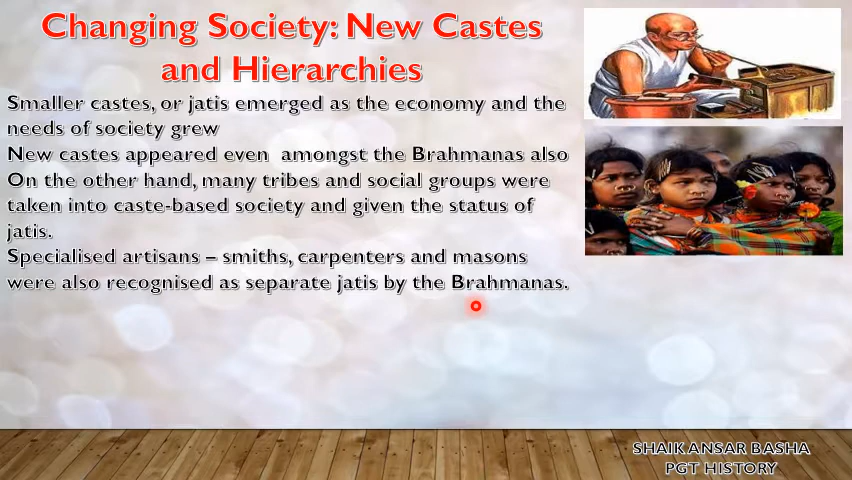 Changing Society: New Castes
and Hierarchies
Smaller castes, or jatis emerged as the economy and the
needs of society grew
New castes appeared even  amongst the Brahmanas also
On the other hand, many tribes and social groups were
taken into caste-based society and given the status of
jatis.
Specialised artisans – smiths, carpenters and masons
were also recognised as separate jatis by the Brahmanas.
SHAIK ANSAR BASHA
PGT HISTORY